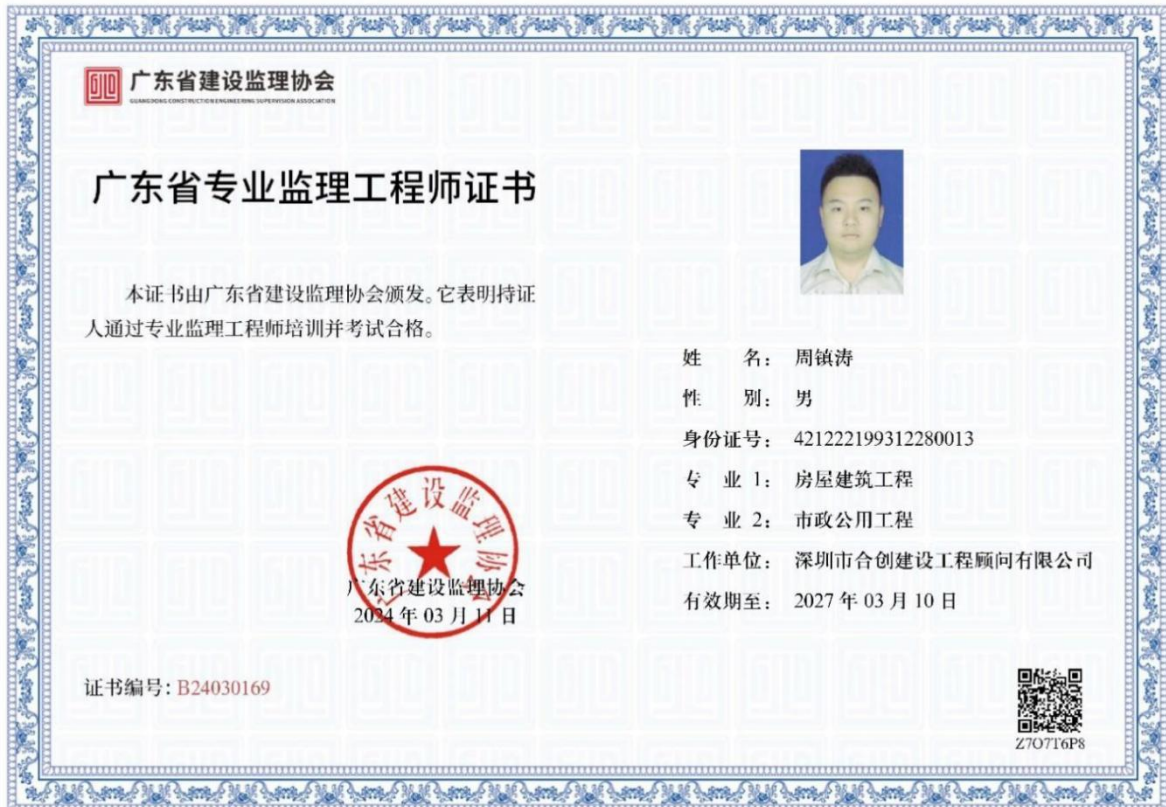 广东省建设监理协会
GUANGDONG CONSTRUCTION ENGINEERING SUPERVISION ASSOCIATION
广东省专业监理工程师证书
本证书由广东省建设监理协会颁发。它表明持证
人通过专业监理工程师培训并考试合格。
姓 名： 周镇涛
性 别： 男
身份证号： 421222199312280013
专 业 1： 房屋建筑工程
专 业 2： 市政公用工程
工作单位： 深圳市合创建设工程顾问有限公司
有效期至： 2027 年 03 月 10 日
广东省建设监理协会
广东省建设监理协会
2024 年 03 月 11 日
证书编号：B24030169
Z7O7T6P8